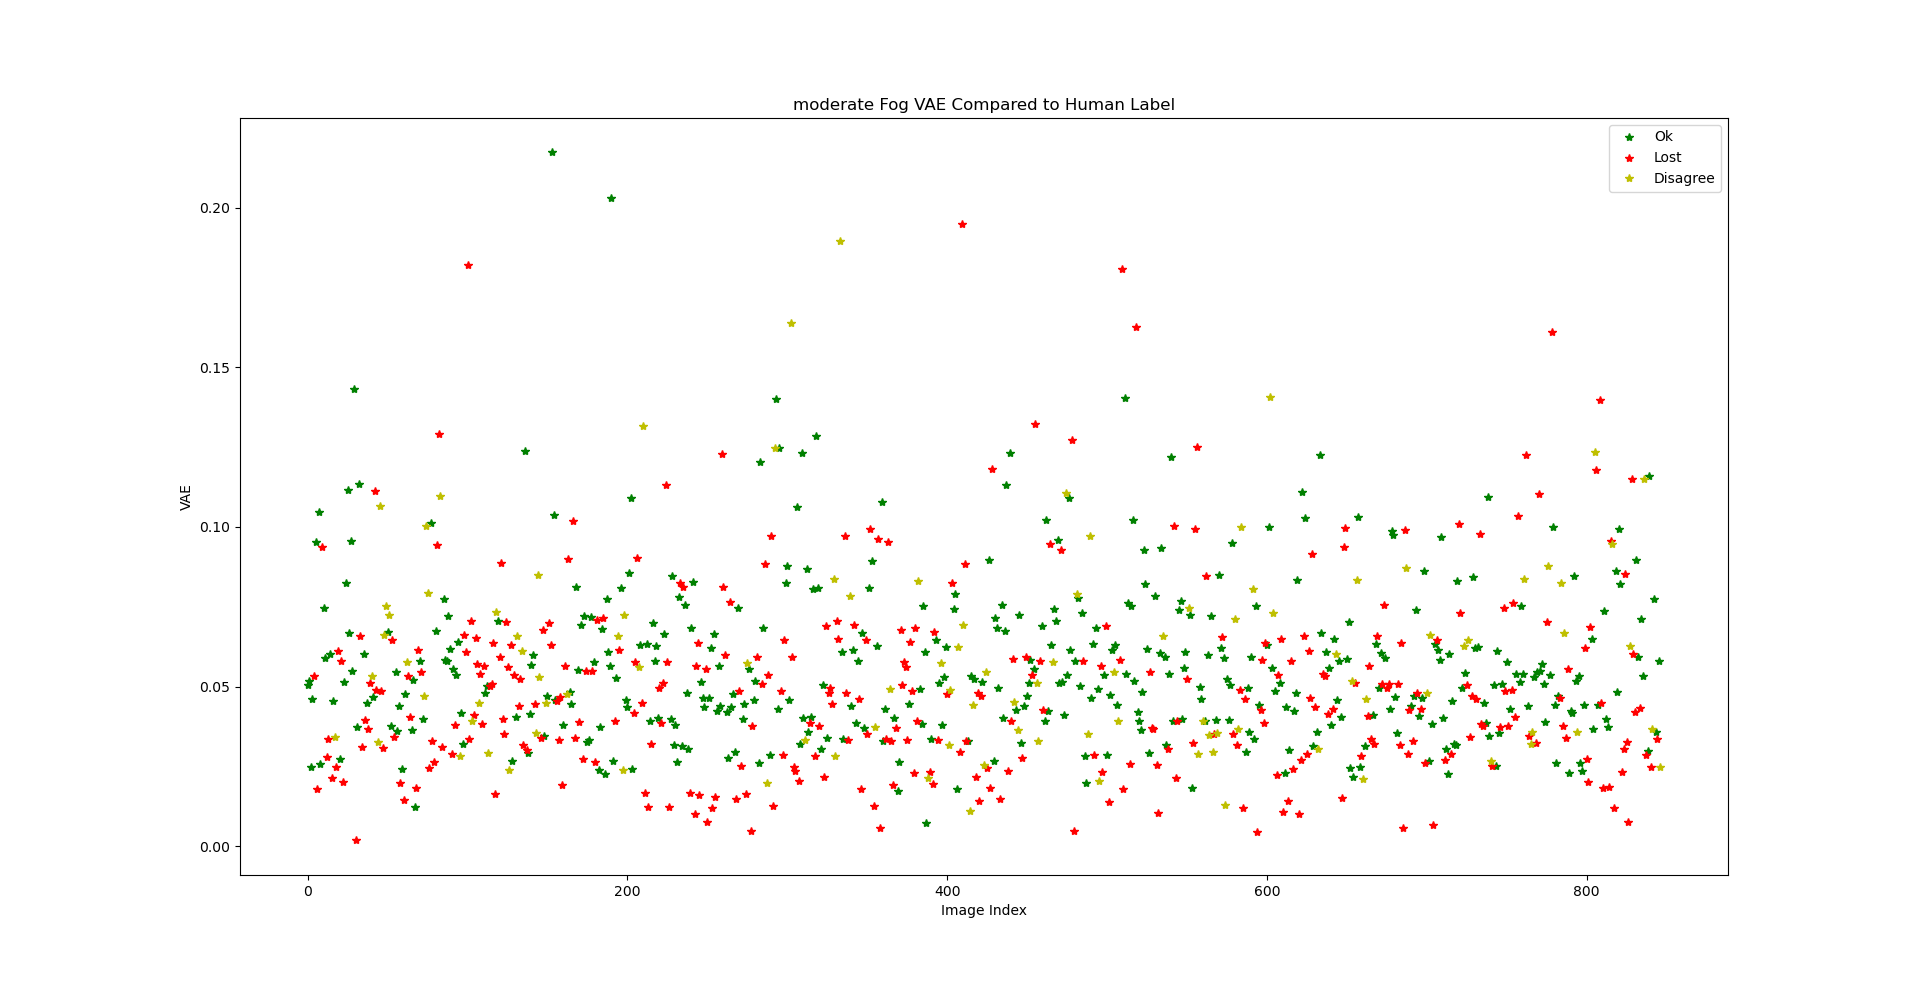 moderate Fog VAE Compared to Human Label
Ok
Lost
Disagree
0.20
0.15
0.10
0.05
0.00
VAE
0
200
400
600
800
Image Index